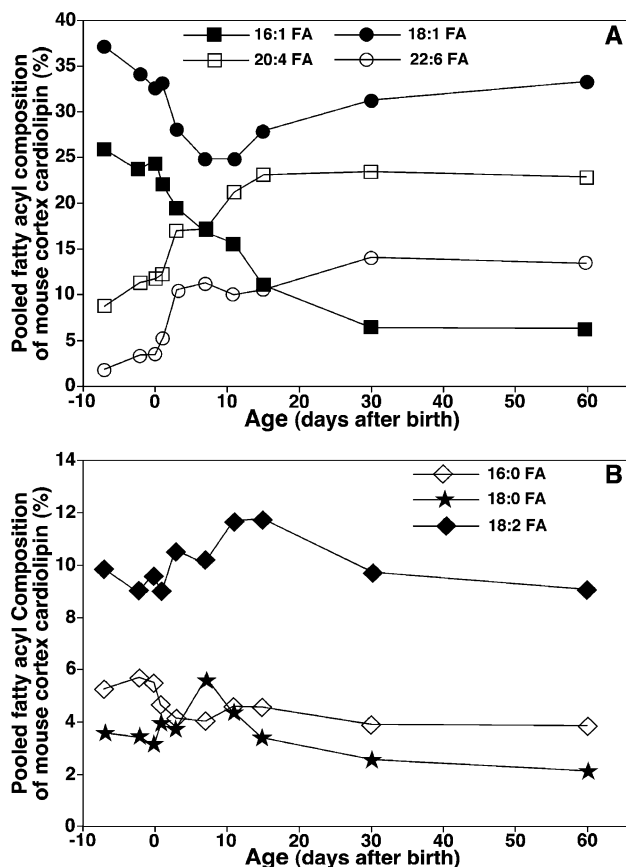 A
16:1 FA 18:1 FA
20:4 FA 22:6 FA
Pooled fatty acyl composition
of mouse cortex cardiolipin (%)
40
35
30
25
20
15
10
5
0
-10 0 10 20 30 40 50 60
Age (days after birth)
B
16:0 FA
18:0 FA
18:2 FA
Pooled fatty acyl Composition
of mouse cortex cardiolipin (%)
14
12
10
8
6
4
2
0
-10 0 10 20 30 40 50 60
Age (days after birth)